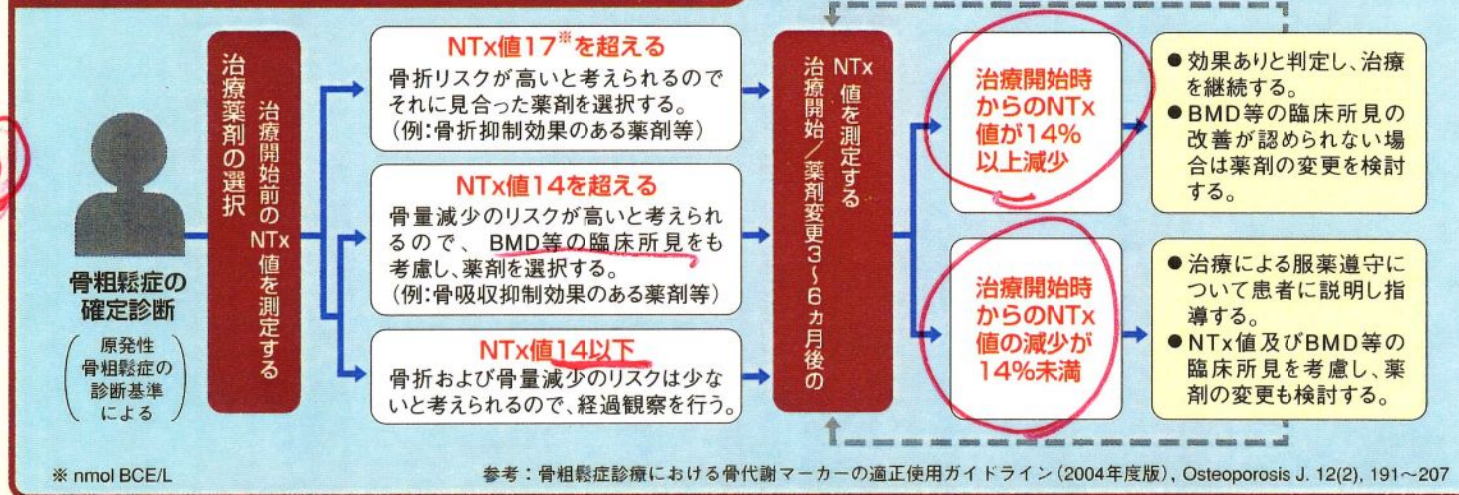 骨粗鬆症の
確定診断
原発性
骨粗鬆症の
診断基準
による
治療薬剤の選択
治療開始前のNTx値を測定する
NTx値17※を超える
骨折リスクが高いと考えられるので
それに見合った薬剤を選択する。
(例:骨折抑制効果のある薬剤等)
NTx値14を超える
骨量減少のリスクが高いと考えられ
るので、BMD等の臨床所見をも
考慮し、薬剤を選択する。
(例:骨吸収抑制効果のある薬剤等)
NTx値14以下
骨折および骨量減少のリスクは少な
いと考えられるので、経過観察を行う。
治療開始/薬剤変更3~6ヵ月後の
NTx値を測定する
治療開始時
からのNTx
値が14%
以上減少
●効果ありと判定し、治療
を継続する。
●BMD等の臨床所見の
改善が認められない場
合は薬剤の変更を検討
する。
治療開始時
からのNTx
値の減少が
14%未満
●治療による服薬遵守に
ついて患者に説明し指
導する。
●NTx値及びBMD等の
臨床所見を考慮し、薬
剤の変更も検討する。
※ nmol BCE/L
参考:骨粗鬆症診療における骨代謝マーカーの適正使用ガイドライン(2004年度版), Osteoporosis J. 12(2), 191~207